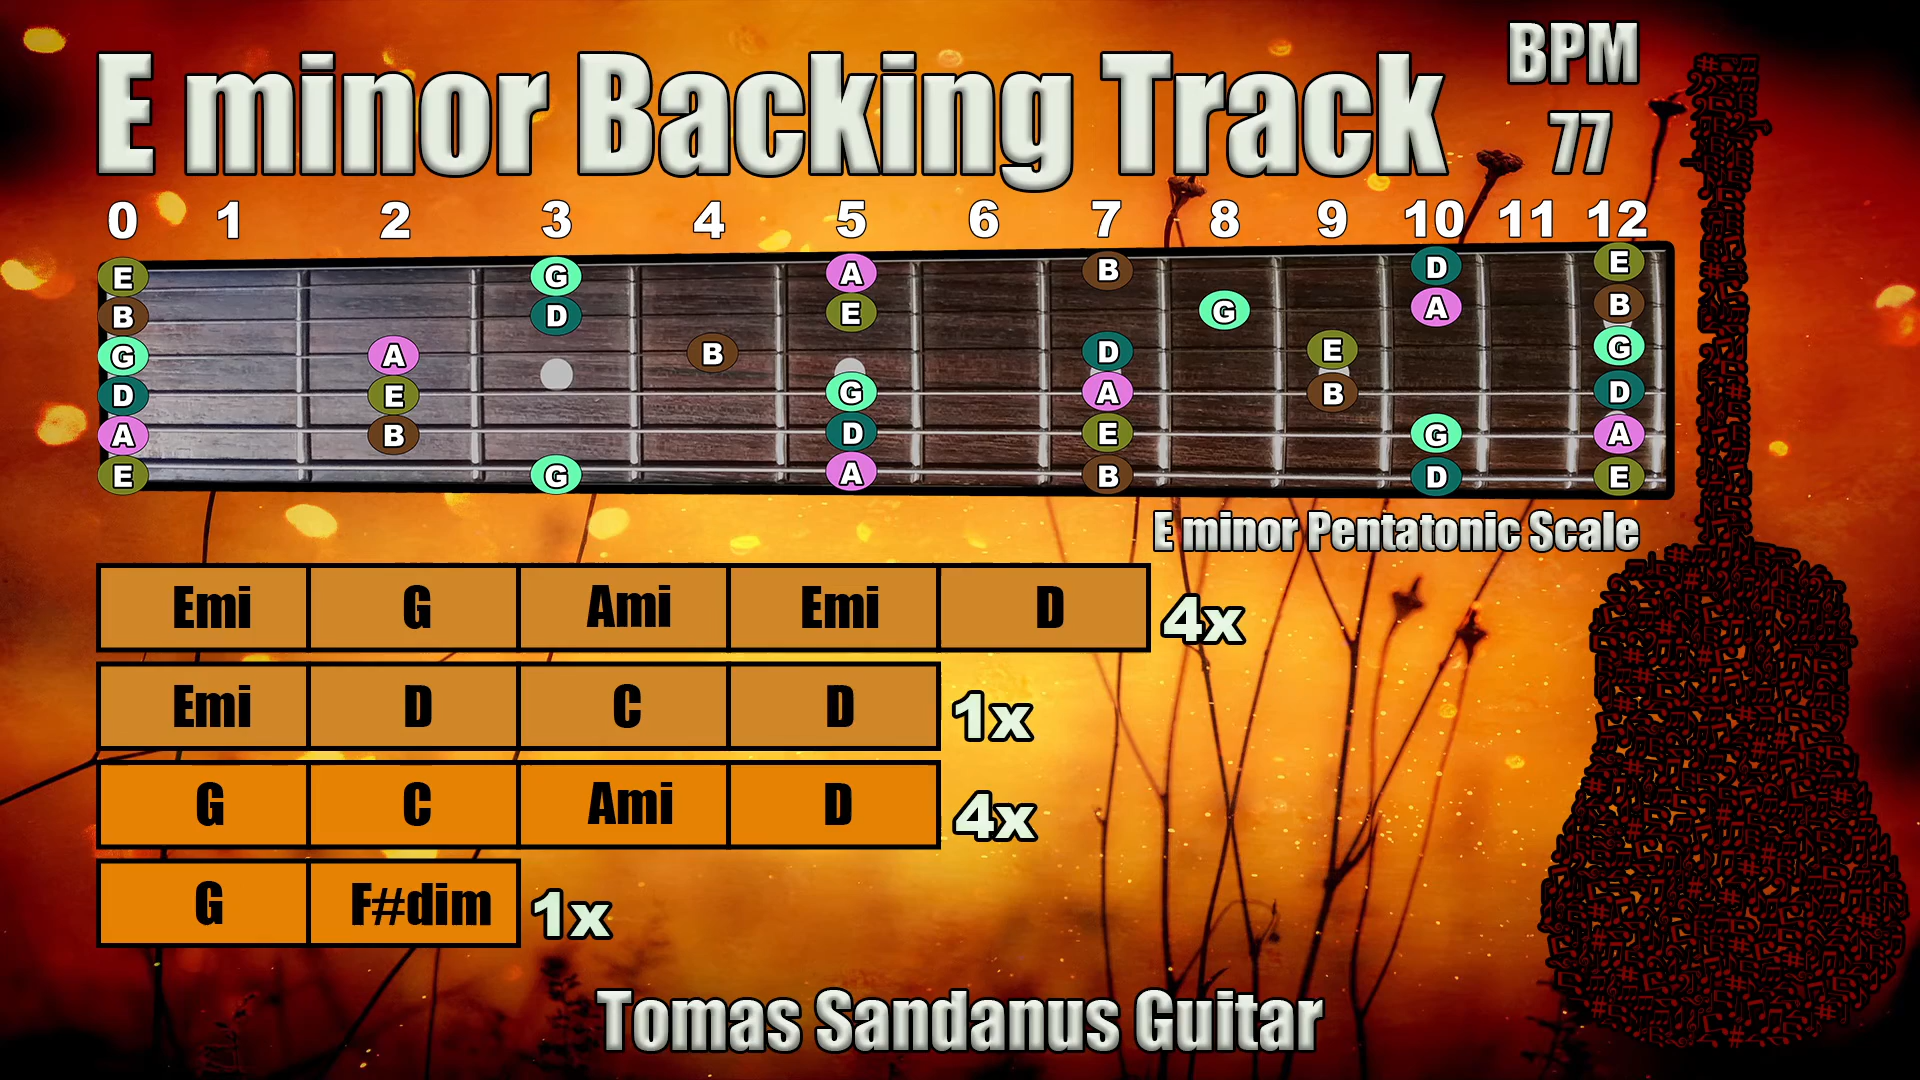 E minor Backing Track
BPM
77
0 1 2 3 4 5 6 7 8 9 10 11 12
E G A B D E
B D E G A B
G A B D E G
D E G A B D
A B D E G A
E G A B D E
E minor Pentatonic Scale
Emi G Ami Emi D 4x
Emi D C D 1x
G C Ami D 4x
G F#dim 1x
Tomas Sandanus Guitar